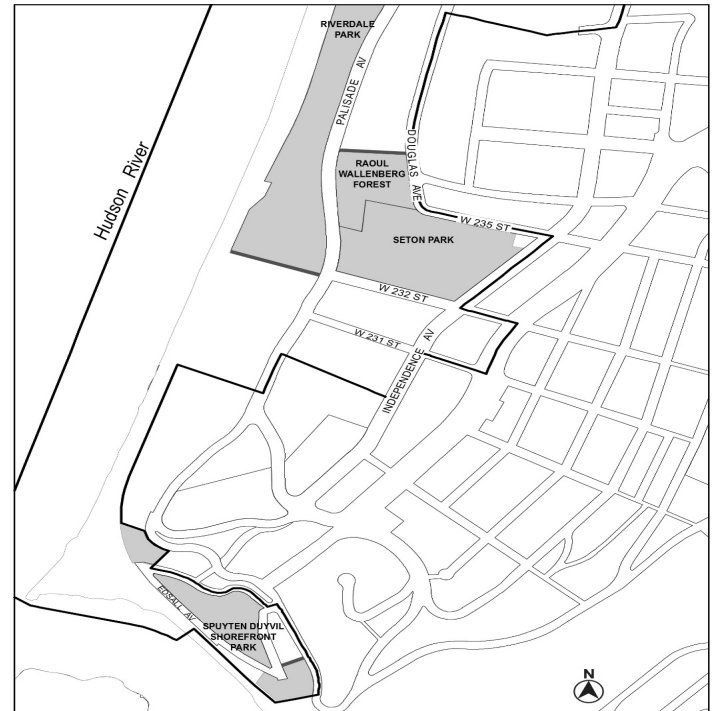 RIVERDALE
PARK
PALISADE AV
Hudson River
DOUGLAS AVE
RAOUL
WALLENBERG
FOREST
W 235 ST
SETON PARK
W 232 ST
W 231 ST
INDEPENDENCE AV
EDSALL AV
SPUYTEN DUYVIL
SHOREFRONT
PARK
N